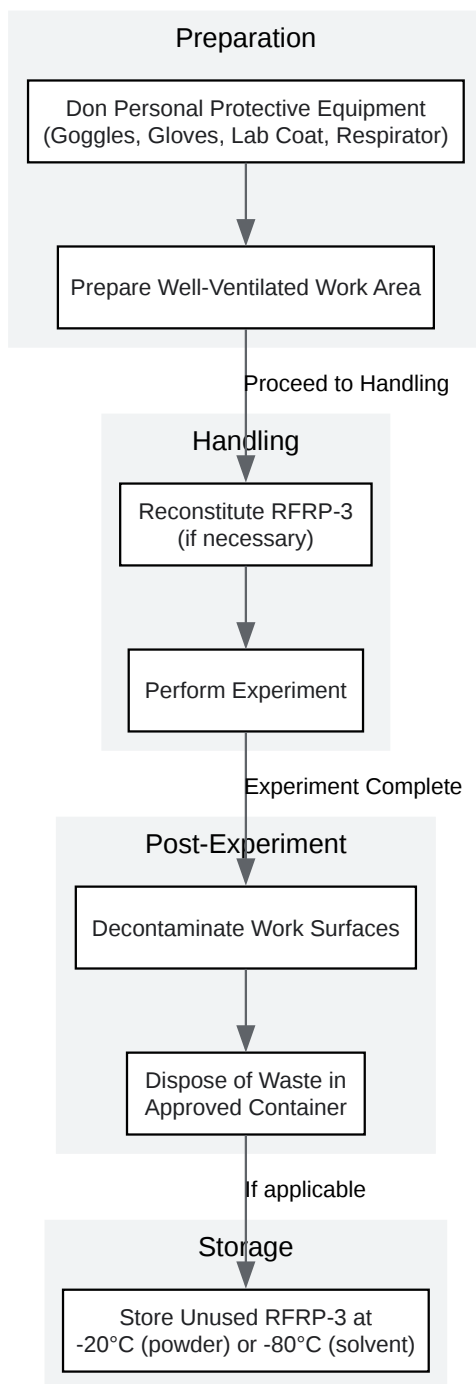 Preparation
Don Personal Protective Equipment
(Goggles, Gloves, Lab Coat, Respirator)
Prepare Well-Ventilated Work Area
Proceed to Handling
Handling
Reconstitute RFRP-3
(if necessary)
Perform Experiment
Experiment Complete
Post-Experiment
Decontaminate Work Surfaces
Dispose of Waste in
Approved Container
If applicable
Storage
Store Unused RFRP-3 at
-20°C (powder) or -80°C (solvent)